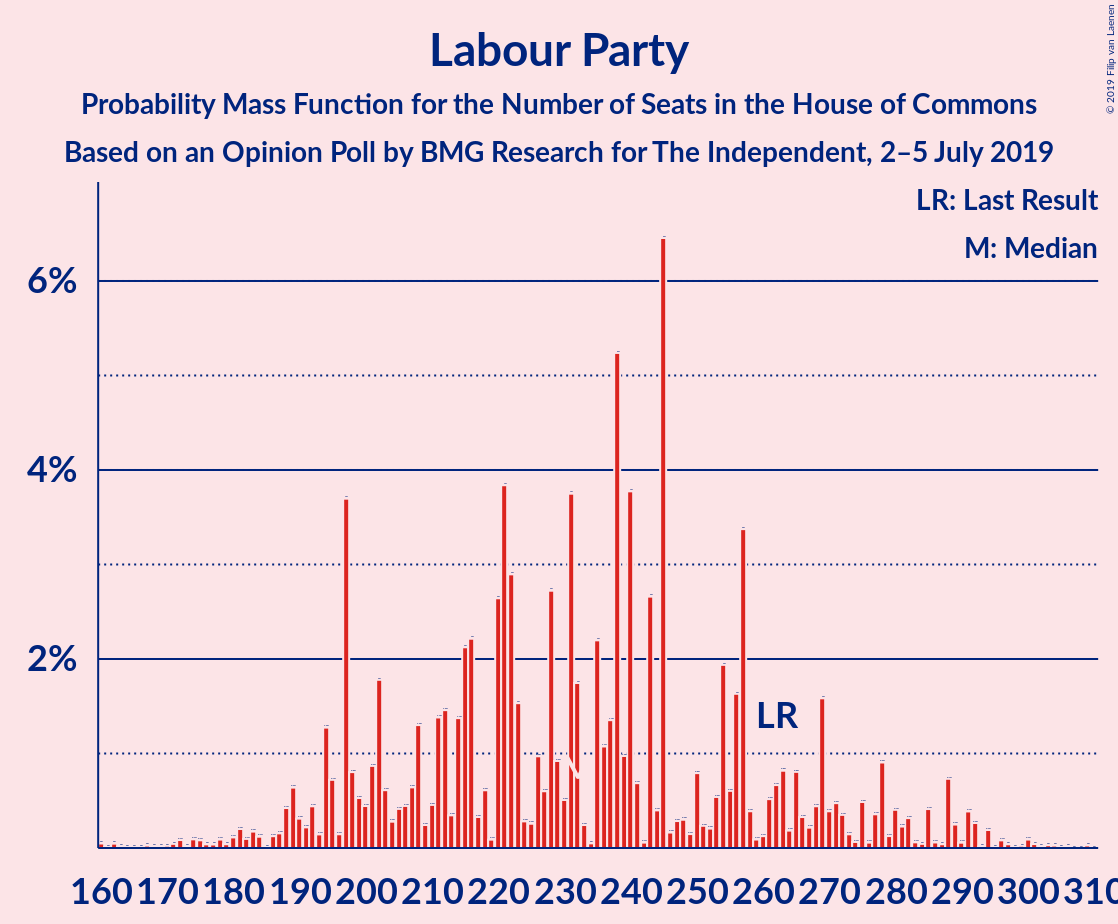 Labour Party
Probability Mass Function for the Number of Seats in the House of Commons
Based on an Opinion Poll by BMG Research for The Independent, 2–5 July 2019
© 2019 Filip van Laenen
LR: Last Result
M: Median
6%
4%
2%
LR
160 170 180 190 200 210 220 230 240 250 260 270 280 290 300 310